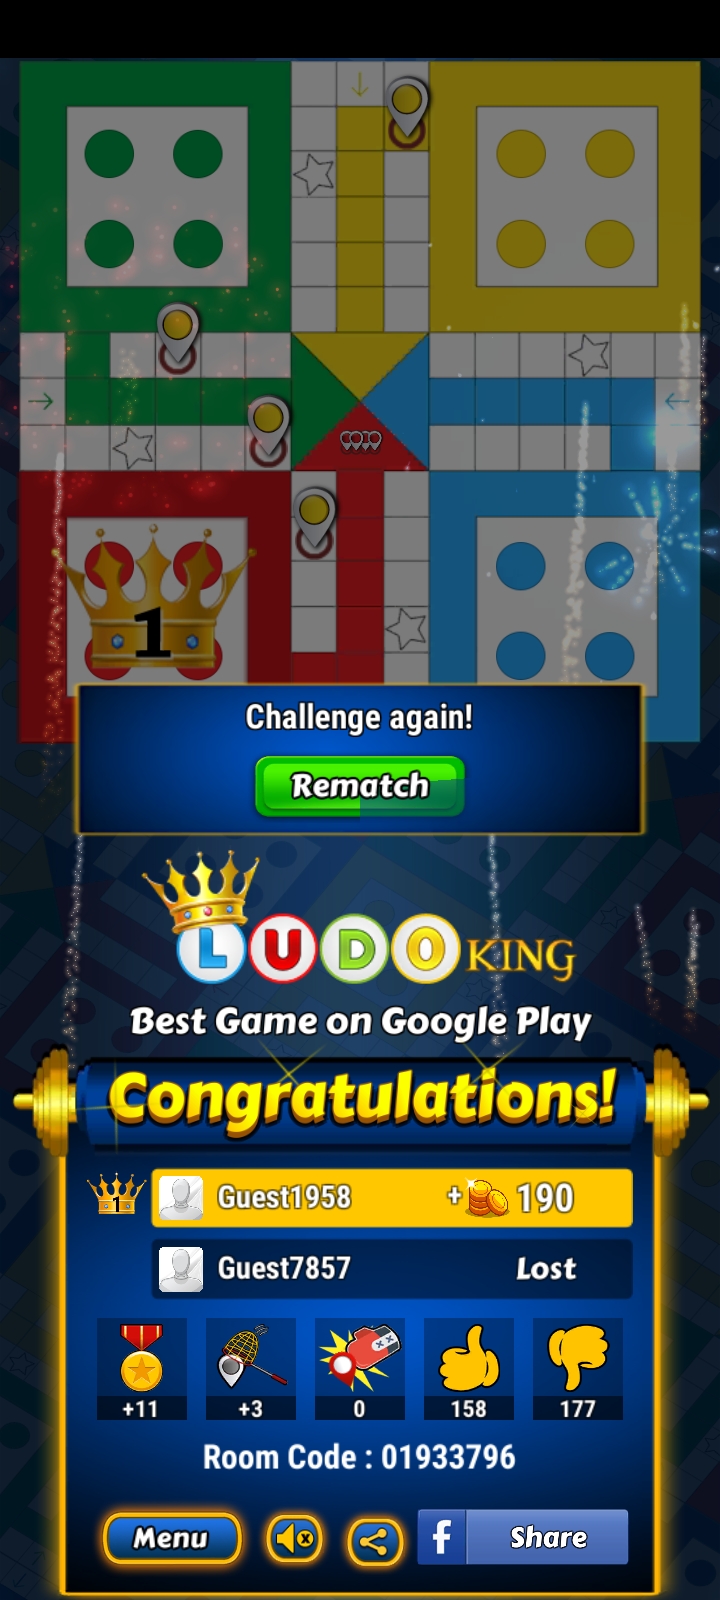 1
Challenge again!
Rematch
LUDO KING
Best Game on Google Play
Congratulations!
1 Guest1958 + 190
Guest7857 Lost
+11 +3 0 158 177
Room Code : 01933796
Menu f Share